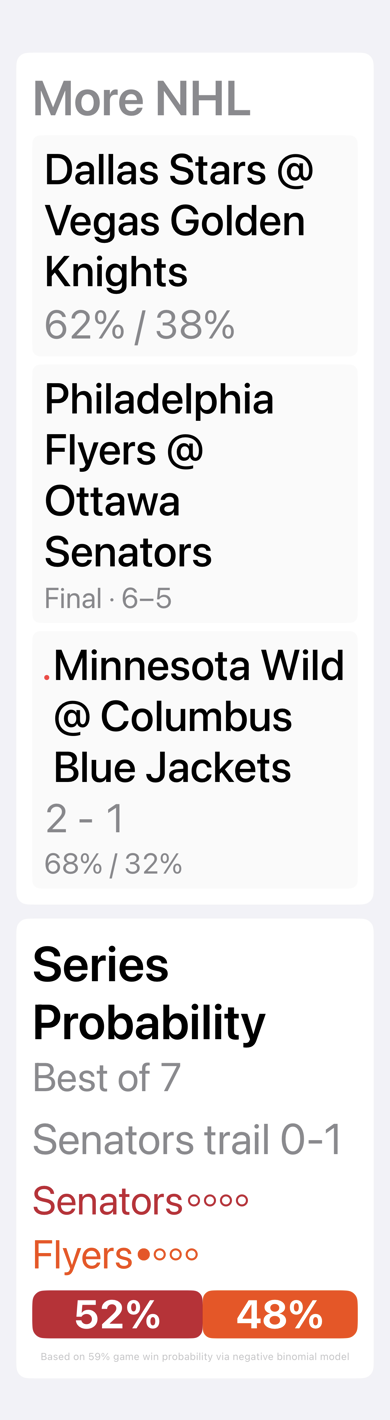 More NHL
Dallas Stars @
Vegas Golden
Knights
62% / 38%
Philadelphia
Flyers @
Ottawa
Senators
Final · 6–5
Minnesota Wild
@ Columbus
Blue Jackets
2 - 1
68% / 32%
Series
Probability
Best of 7
Senators trail 0-1
Senators
Flyers
52% 48%
Based on 59% game win probability via negative binomial model